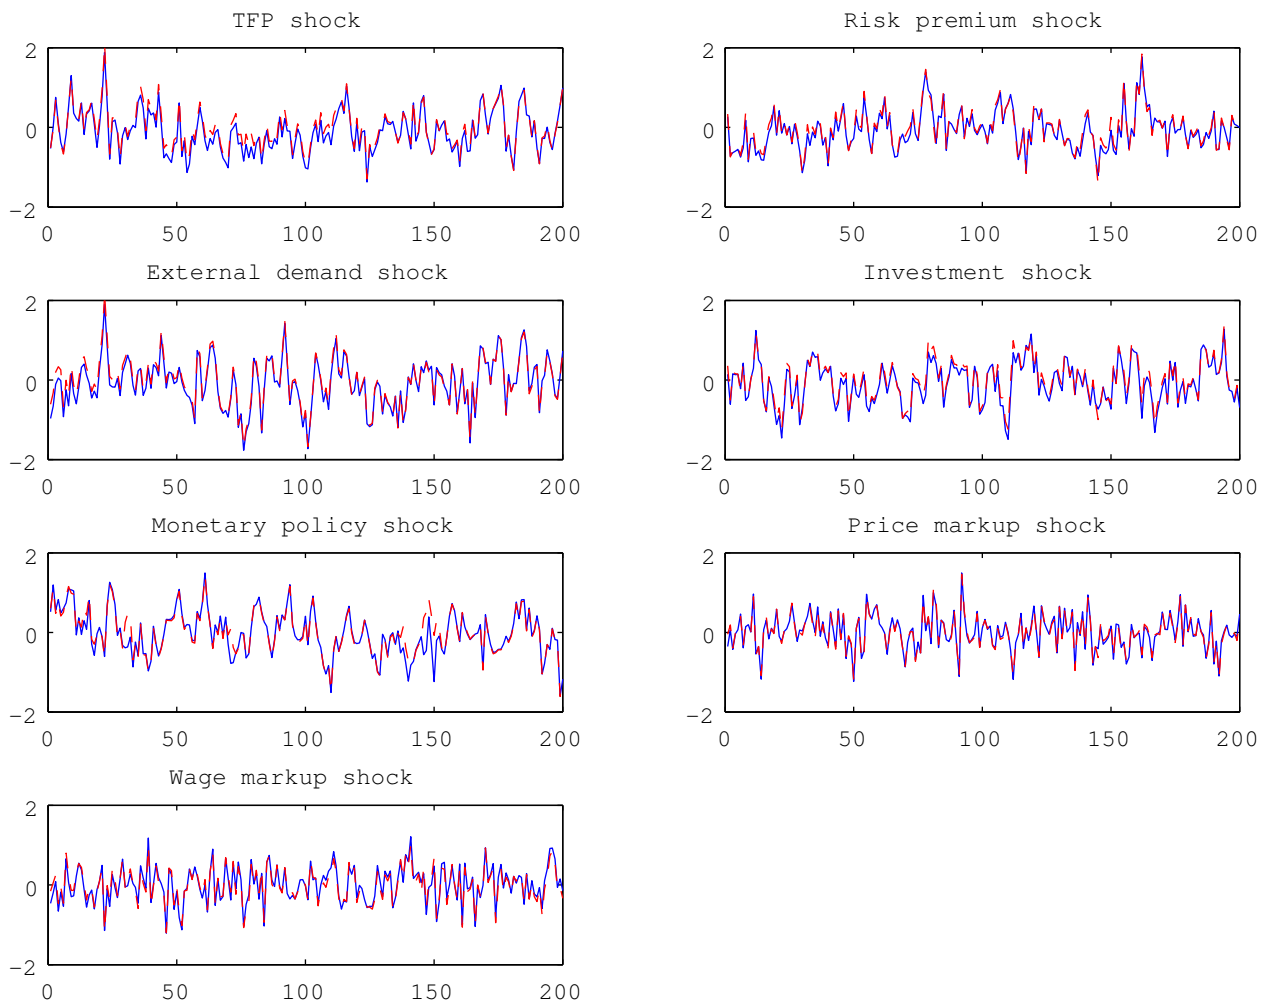 TFP shock
2
0
−2
0 50 100 150 200
Risk premium shock
2
0
−2
0 50 100 150 200
External demand shock
2
0
−2
0 50 100 150 200
Investment shock
2
0
−2
0 50 100 150 200
Monetary policy shock
2
0
−2
0 50 100 150 200
Price markup shock
2
0
−2
0 50 100 150 200
Wage markup shock
2
0
−2
0 50 100 150 200